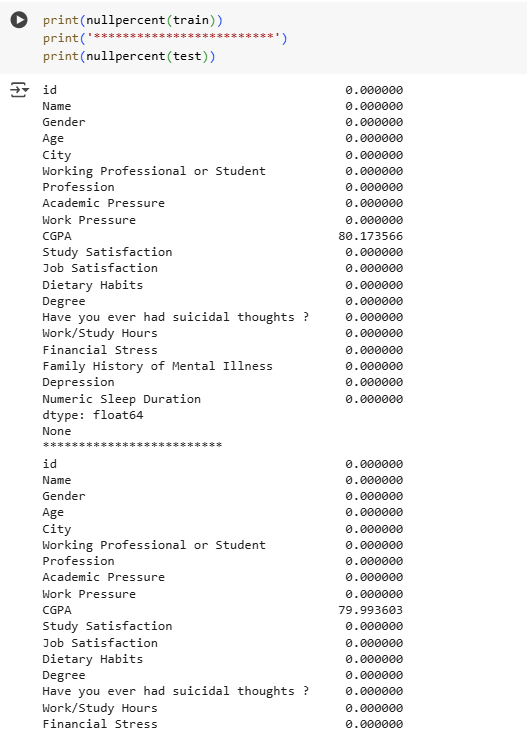 print(nullpercent(train))
print('*************************')
print(nullpercent(test))
id 0.000000
Name 0.000000
Gender 0.000000
Age 0.000000
City 0.000000
Working Professional or Student 0.000000
Profession 0.000000
Academic Pressure 0.000000
Work Pressure 0.000000
CGPA 80.173566
Study Satisfaction 0.000000
Job Satisfaction 0.000000
Dietary Habits 0.000000
Degree 0.000000
Have you ever had suicidal thoughts ? 0.000000
Work/Study Hours 0.000000
Financial Stress 0.000000
Family History of Mental Illness 0.000000
Depression 0.000000
Numeric Sleep Duration 0.000000
dtype: float64
None
*************************
id 0.000000
Name 0.000000
Gender 0.000000
Age 0.000000
City 0.000000
Working Professional or Student 0.000000
Profession 0.000000
Academic Pressure 0.000000
Work Pressure 0.000000
CGPA 79.993603
Study Satisfaction 0.000000
Job Satisfaction 0.000000
Dietary Habits 0.000000
Degree 0.000000
Have you ever had suicidal thoughts ? 0.000000
Work/Study Hours 0.000000
Financial Stress 0.000000